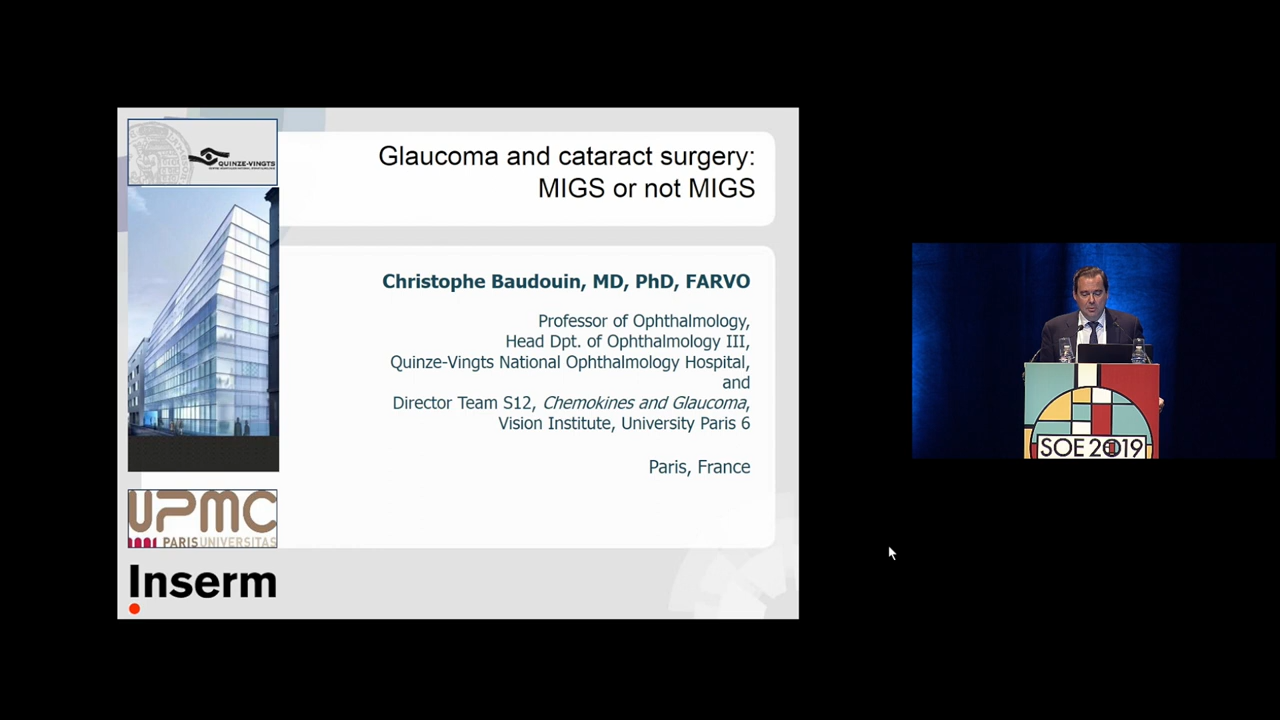 QUINZE-VINGTS
Glaucoma and cataract surgery:
MIGS or not MIGS
Christophe Baudouin, MD, PhD, FARVO
Professor of Ophthalmology,
Head Dpt. of Ophthalmology III,
Quinze-Vingts National Ophthalmology Hospital,
and
Director Team S12, Chemokines and Glaucoma,
Vision Institute, University Paris 6
Paris, France
UPMC
PARISUNIVERSITAS
Inserm
SOE 2019